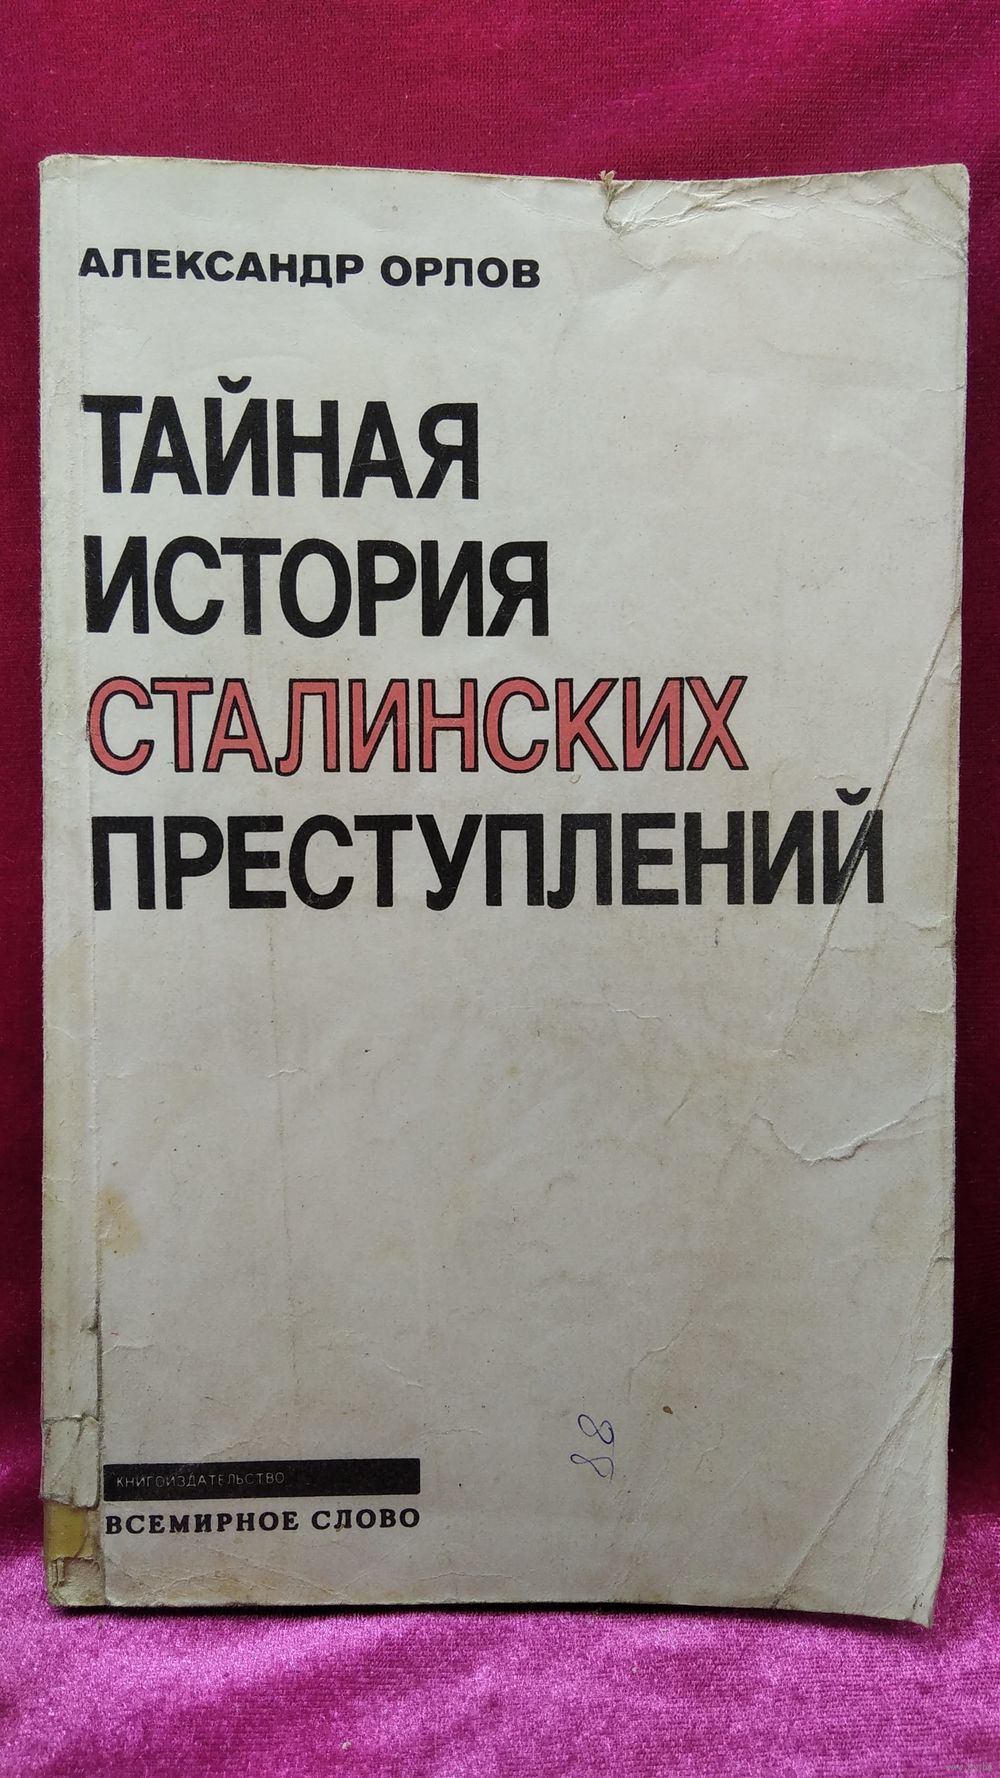 АЛЕКСАНДР ОРЛОВ
ТАЙНАЯ
ИСТОРИЯ
СТАЛИНСКИХ
ПРЕСТУПЛЕНИЙ
88
КНИГОИЗДАТЕЛЬСТВО
ВСЕМИРНОЕ СЛОВО